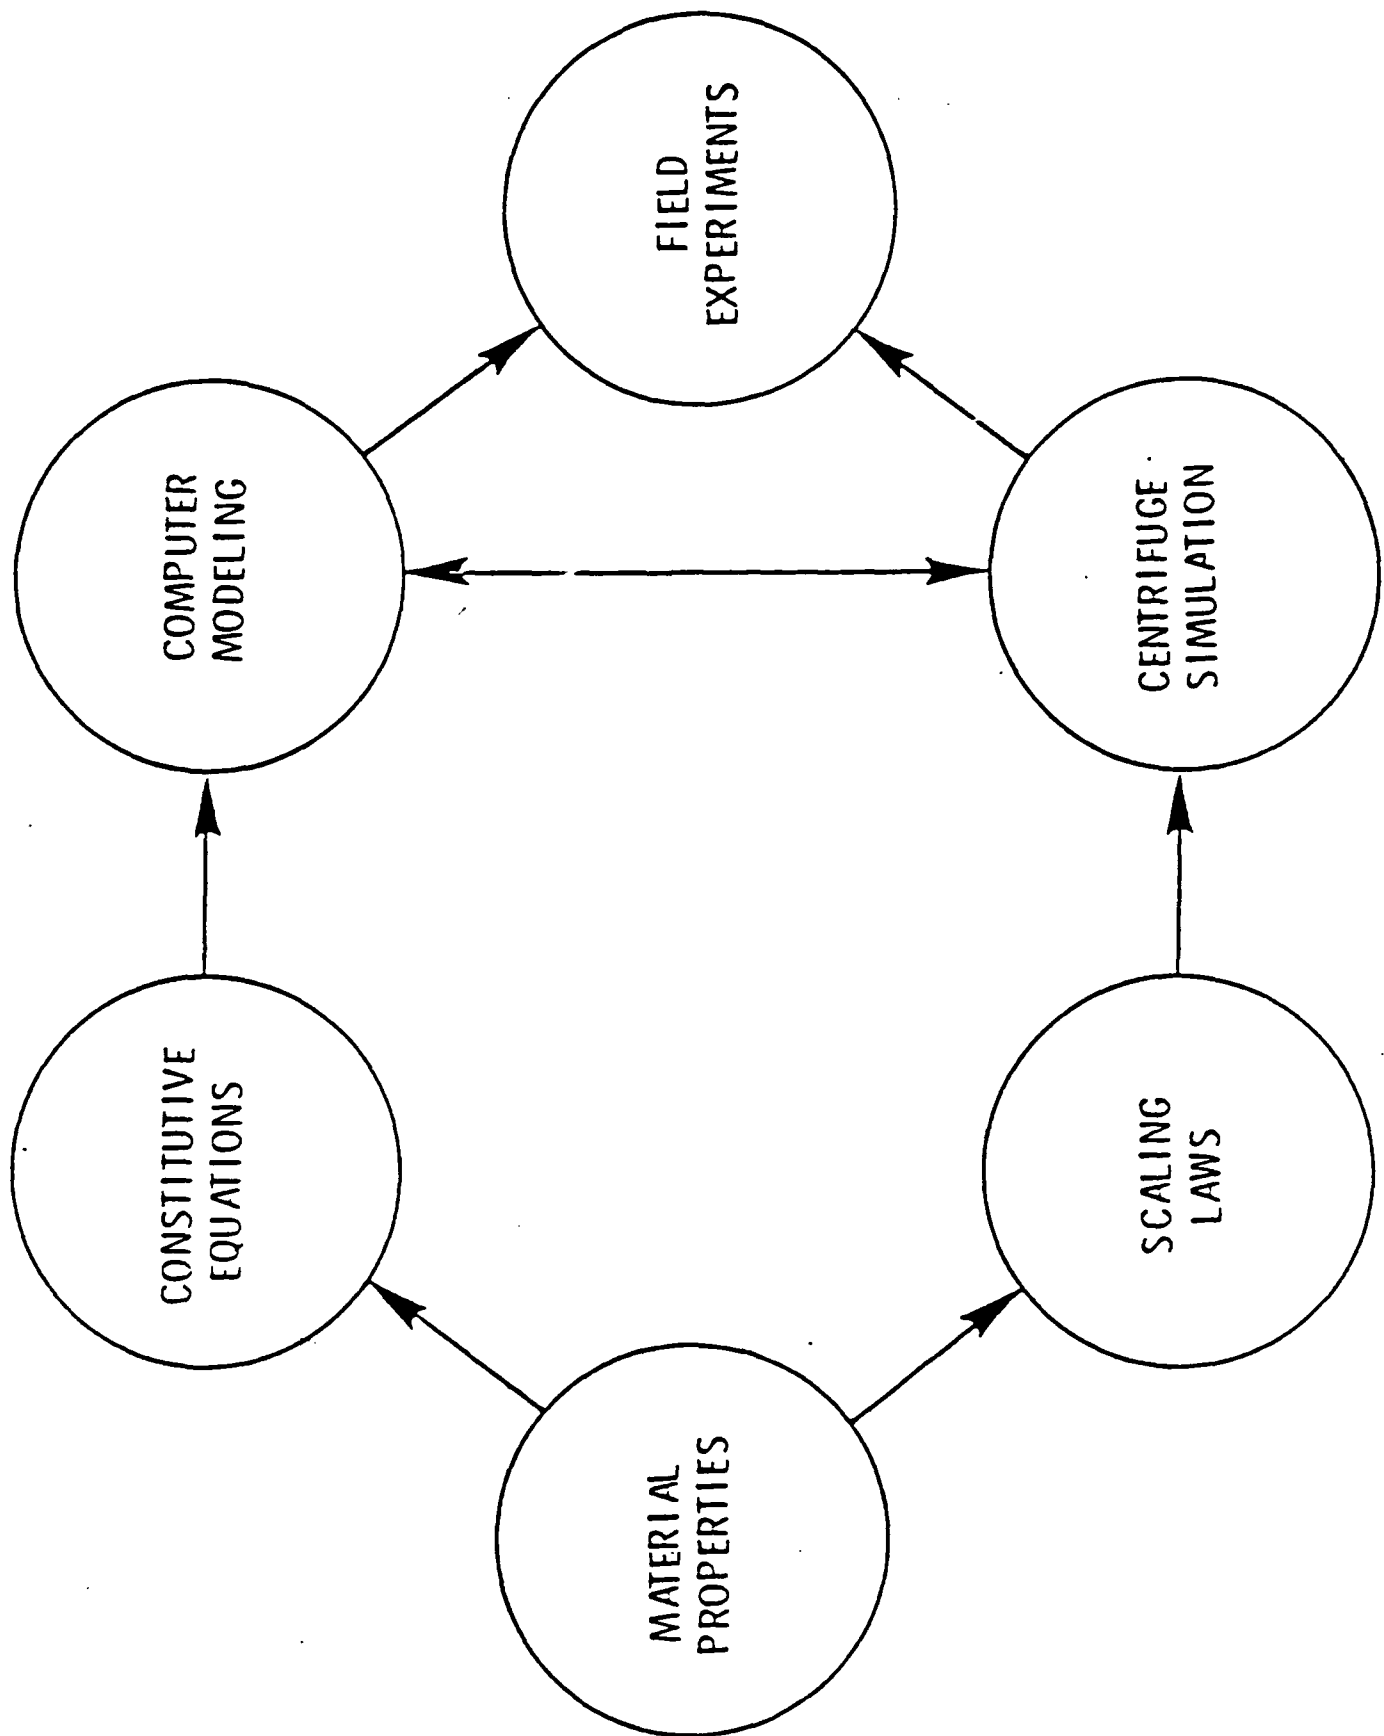 MATERIAL
PROPERTIES
CONSTITUTIVE
EQUATIONS
COMPUTER
MODELING
SCALING
LAWS
CENTRIFUGE
SIMULATION
FIELD
EXPERIMENTS